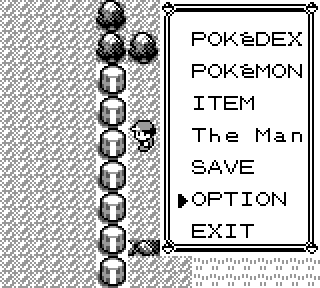 POKéDEX
POKéMON
ITEM
The Man
SAVE
OPTION
EXIT